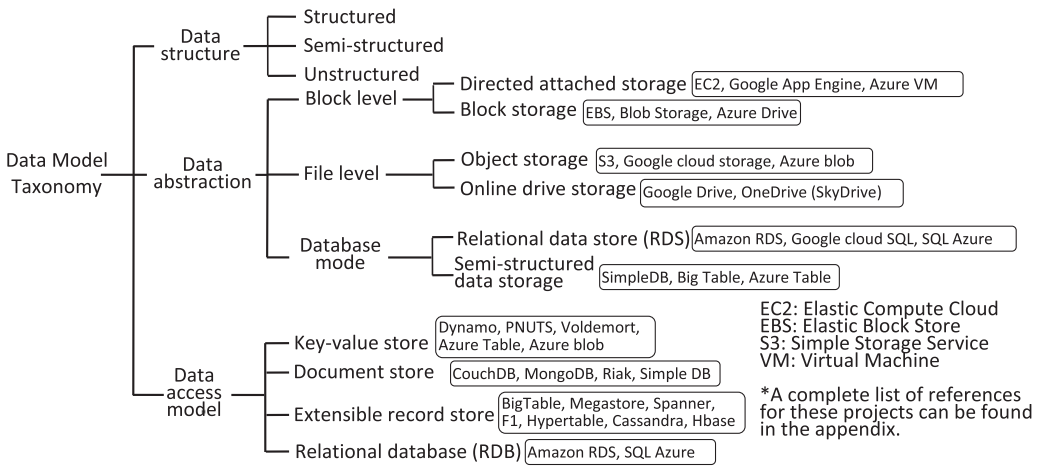 Data Model
Taxonomy
Data
structure
Structured
Semi-structured
Unstructured
Data
abstraction
Block level
Directed attached storage
EC2, Google App Engine, Azure VM
Block storage
EBS, Blob Storage, Azure Drive
File level
Object storage
S3, Google cloud storage, Azure blob
Online drive storage
Google Drive, OneDrive (SkyDrive)
Database
mode
Relational data store (RDS)
Amazon RDS, Google cloud SQL, SQL Azure
Semi-structured
data storage
SimpleDB, Big Table, Azure Table
Data
access
model
Key-value store
Dynamo, PNUTS, Voldemort,
Azure Table, Azure blob
Document store
CouchDB, MongoDB, Riak, Simple DB
Extensible record store
BigTable, Megastore, Spanner,
F1, Hypertable, Cassandra, Hbase
Relational database (RDB)
Amazon RDS, SQL Azure
EC2: Elastic Compute Cloud
EBS: Elastic Block Store
S3: Simple Storage Service
VM: Virtual Machine
*A complete list of references
for these projects can be found
in the appendix.